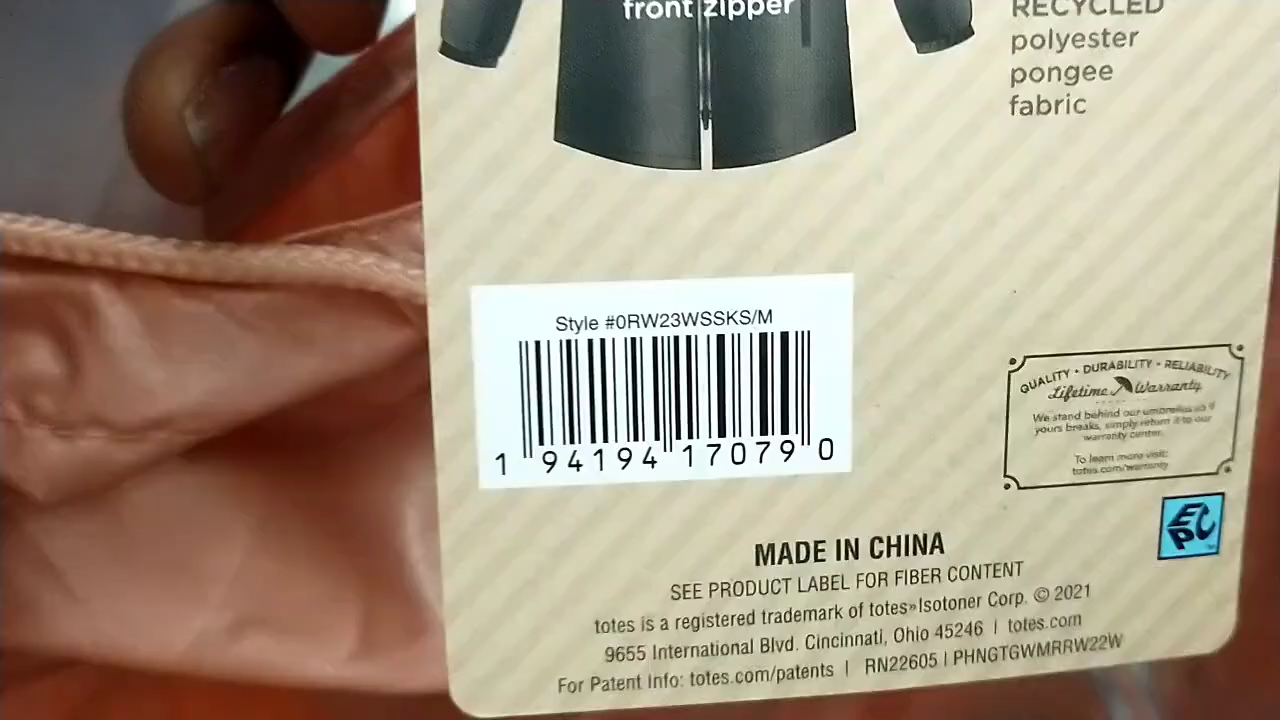 front zipper
RECYCLED
polyester
pongee
fabric
Style #0RW23WSSKS/M
1 94194 17079 0
QUALITY • DURABILITY • RELIABILITY
Lifetime Warranty
We stand behind our umbrellas so if
yours breaks, simply return it to our
warranty center.
To learn more visit:
totes.com/warranty
EPC
MADE IN CHINA
SEE PRODUCT LABEL FOR FIBER CONTENT
totes is a registered trademark of totes»Isotoner Corp. © 2021
9655 International Blvd. Cincinnati, Ohio 45246 | totes.com
For Patent Info: totes.com/patents | RN22605 | PHNGTGWMRRW22W